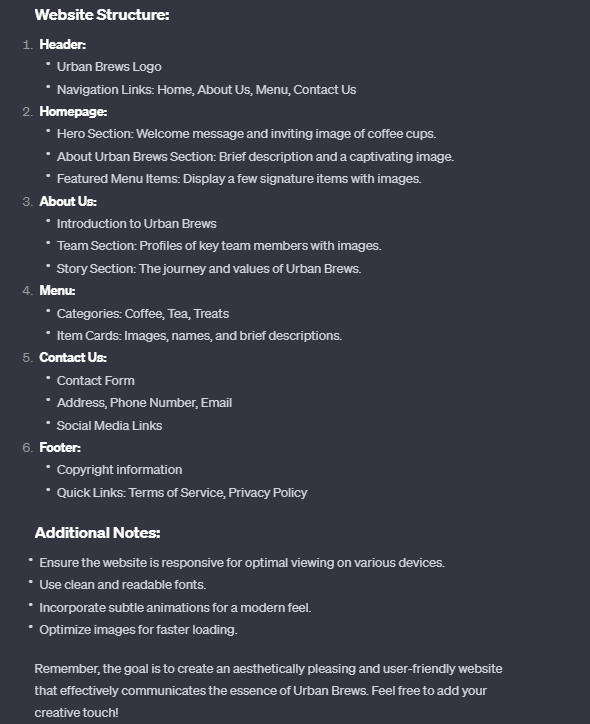 Website Structure:
1. Header:
• Urban Brews Logo
• Navigation Links: Home, About Us, Menu, Contact Us
2. Homepage:
• Hero Section: Welcome message and inviting image of coffee cups.
• About Urban Brews Section: Brief description and a captivating image.
• Featured Menu Items: Display a few signature items with images.
3. About Us:
• Introduction to Urban Brews
• Team Section: Profiles of key team members with images.
• Story Section: The journey and values of Urban Brews.
4. Menu:
• Categories: Coffee, Tea, Treats
• Item Cards: Images, names, and brief descriptions.
5. Contact Us:
• Contact Form
• Address, Phone Number, Email
• Social Media Links
6. Footer:
• Copyright information
• Quick Links: Terms of Service, Privacy Policy
Additional Notes:
• Ensure the website is responsive for optimal viewing on various devices.
• Use clean and readable fonts.
• Incorporate subtle animations for a modern feel.
• Optimize images for faster loading.
Remember, the goal is to create an aesthetically pleasing and user-friendly website
that effectively communicates the essence of Urban Brews. Feel free to add your
creative touch!